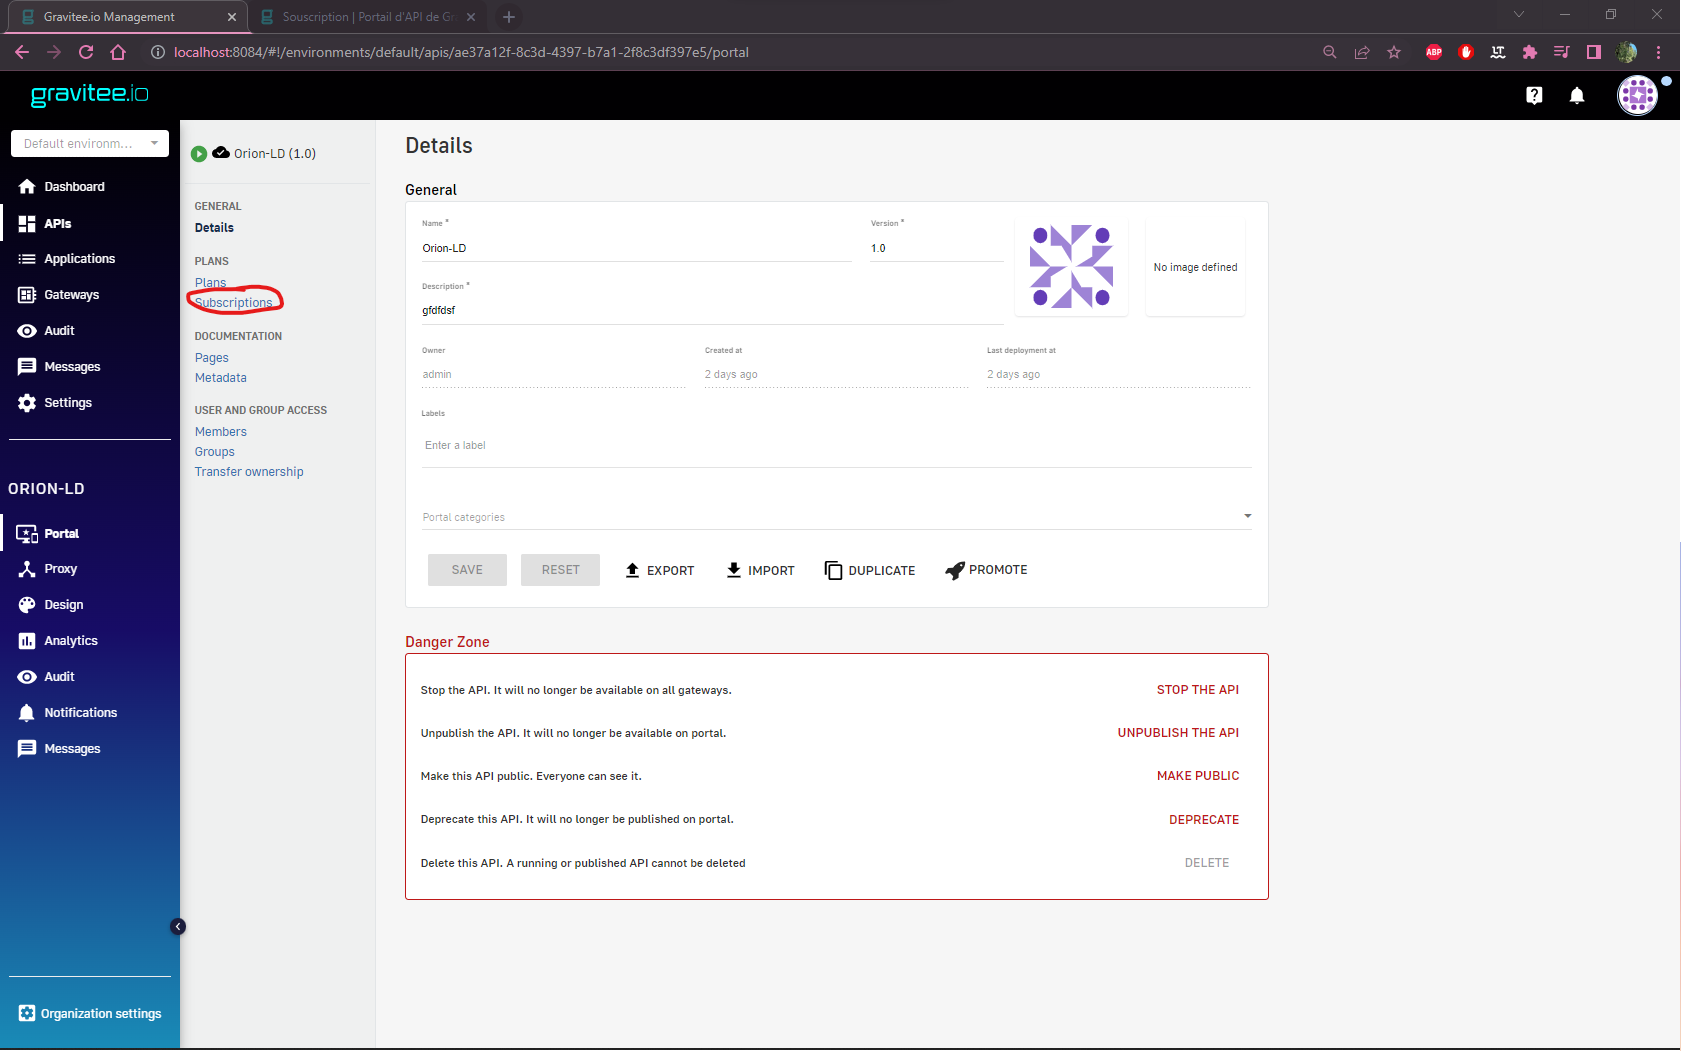 Gravitee.io Management
Souscription | Portail d'API de Gr
localhost:8084/#!/environments/default/apis/ae37a12f-8c3d-4397-b7a1-2f8c3df397e5/portal
ABP
LT
gravitee.io
Default environm...
Dashboard
APIs
Applications
Gateways
Audit
Messages
Settings
ORION-LD
Portal
Proxy
Design
Analytics
Audit
Notifications
Messages
Organization settings
Orion-LD (1.0)
GENERAL
Details
PLANS
Plans
Subscriptions
DOCUMENTATION
Pages
Metadata
USER AND GROUP ACCESS
Members
Groups
Transfer ownership
Details
General
Name *
Orion-LD
Version *
1.0
No image defined
Description *
gfdfdsf
Owner
admin
Created at
2 days ago
Last deployment at
2 days ago
Labels
Enter a label
Portal categories
SAVE
RESET
EXPORT
IMPORT
DUPLICATE
PROMOTE
Danger Zone
Stop the API. It will no longer be available on all gateways.
STOP THE API
Unpublish the API. It will no longer be available on portal.
UNPUBLISH THE API
Make this API public. Everyone can see it.
MAKE PUBLIC
Deprecate this API. It will no longer be published on portal.
DEPRECATE
Delete this API. A running or published API cannot be deleted
DELETE